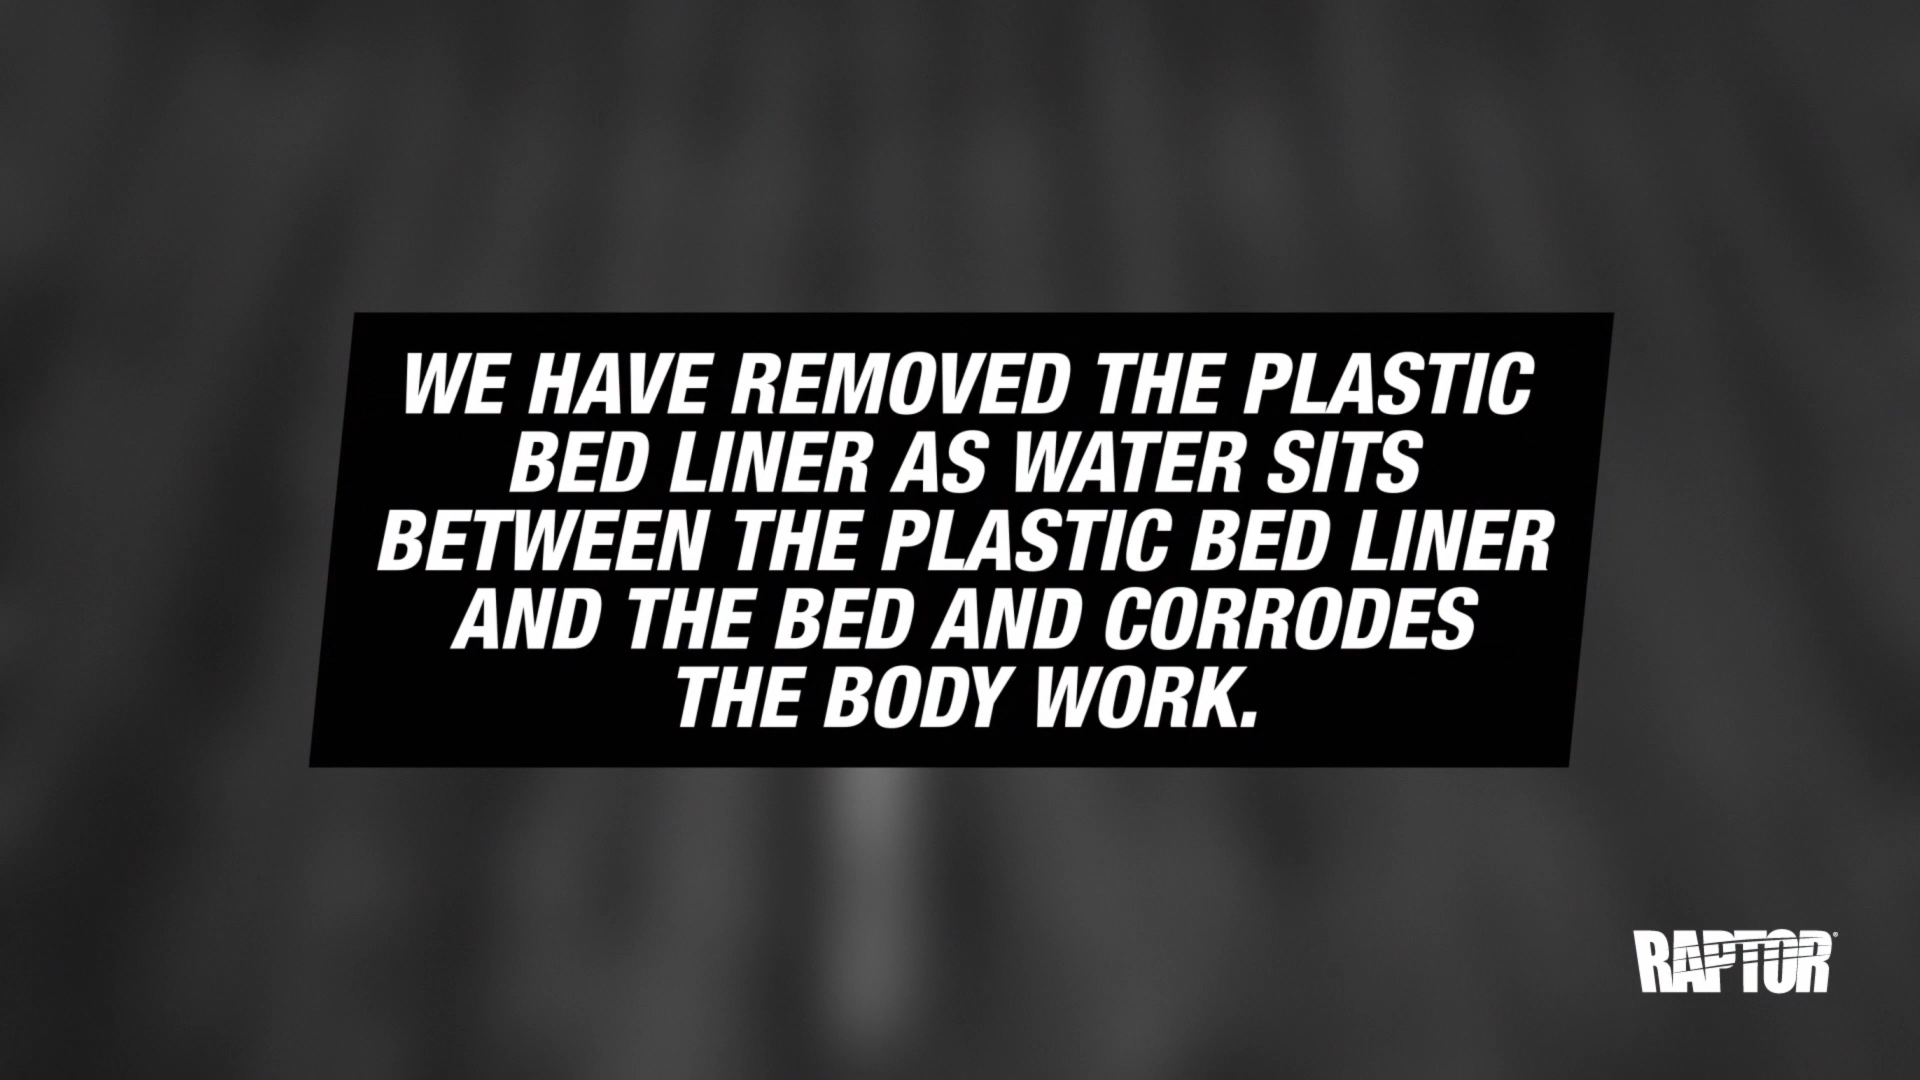 WE HAVE REMOVED THE PLASTIC
BED LINER AS WATER SITS
BETWEEN THE PLASTIC BED LINER
AND THE BED AND CORRODES
THE BODY WORK.
RAPTOR®